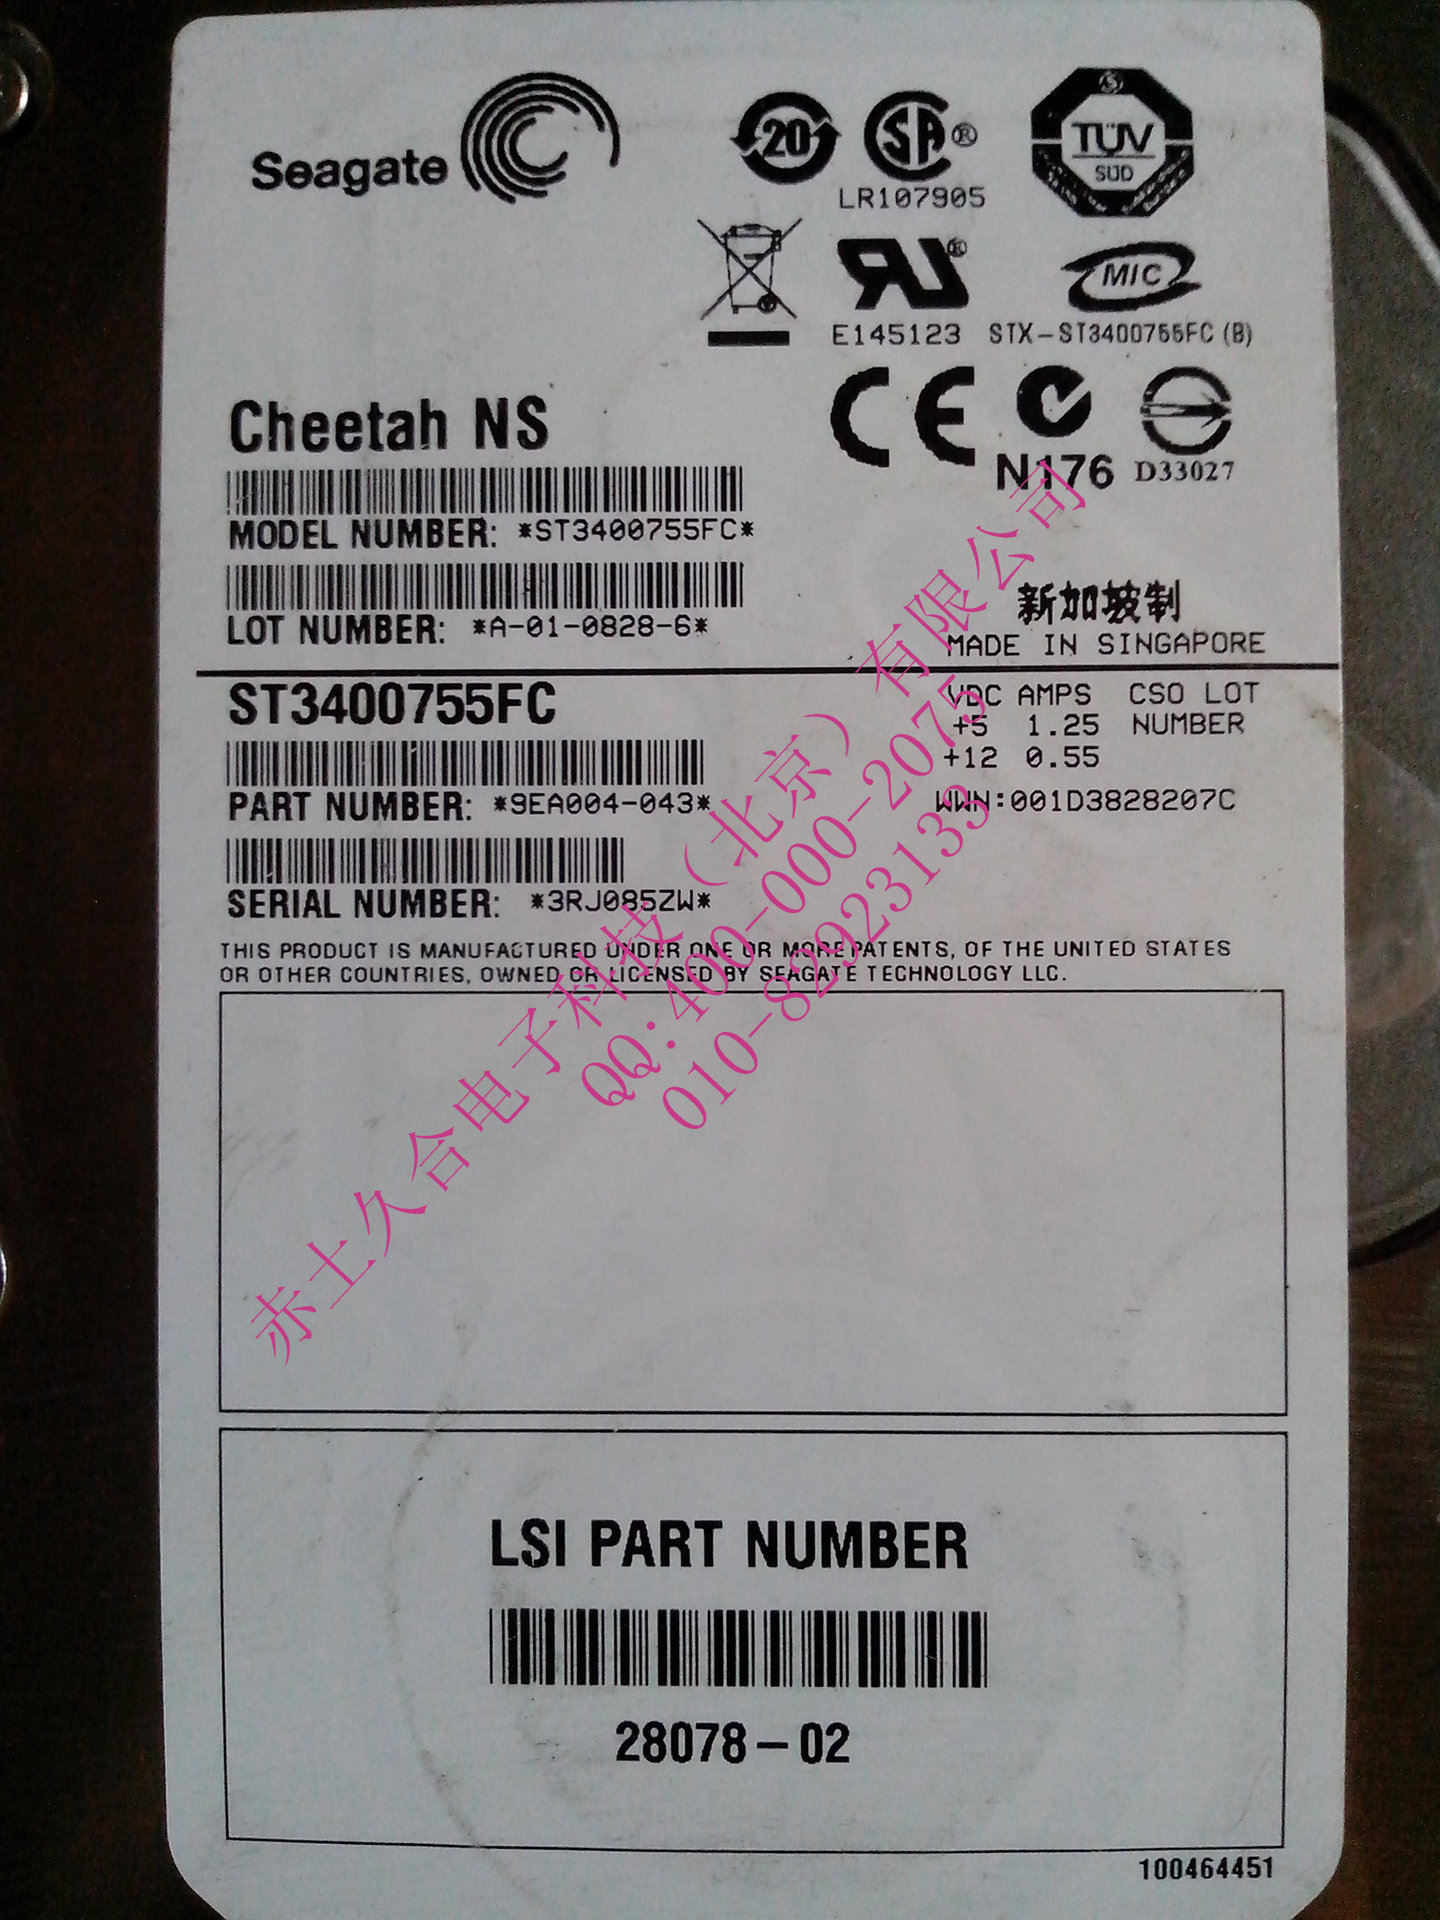 Seagate
20
SA®
LR107905
TÜV
SÜD
E145123
MIC
STX-ST3400755FC (B)
CE
N176
D33027
Cheetah NS
MODEL NUMBER: *ST3400755FC*
LOT NUMBER: *A-01-0828-6*
新加坡制
MADE IN SINGAPORE
ST3400755FC
VDC AMPS CSO LOT
+5 1.25 NUMBER
+12 0.55
PART NUMBER: *9EA004-043*
WWN:001D3828207C
SERIAL NUMBER: *3RJ085ZW*
THIS PRODUCT IS MANUFACTURED UNDER ONE OR MORE PATENTS, OF THE UNITED STATES
OR OTHER COUNTRIES, OWNED OR LICENSED BY SEAGATE TECHNOLOGY LLC.
赤土久合电子科技（北京）有限公司
QQ:400-000-2075
010-82923133
LSI PART NUMBER
28078-02
100464451